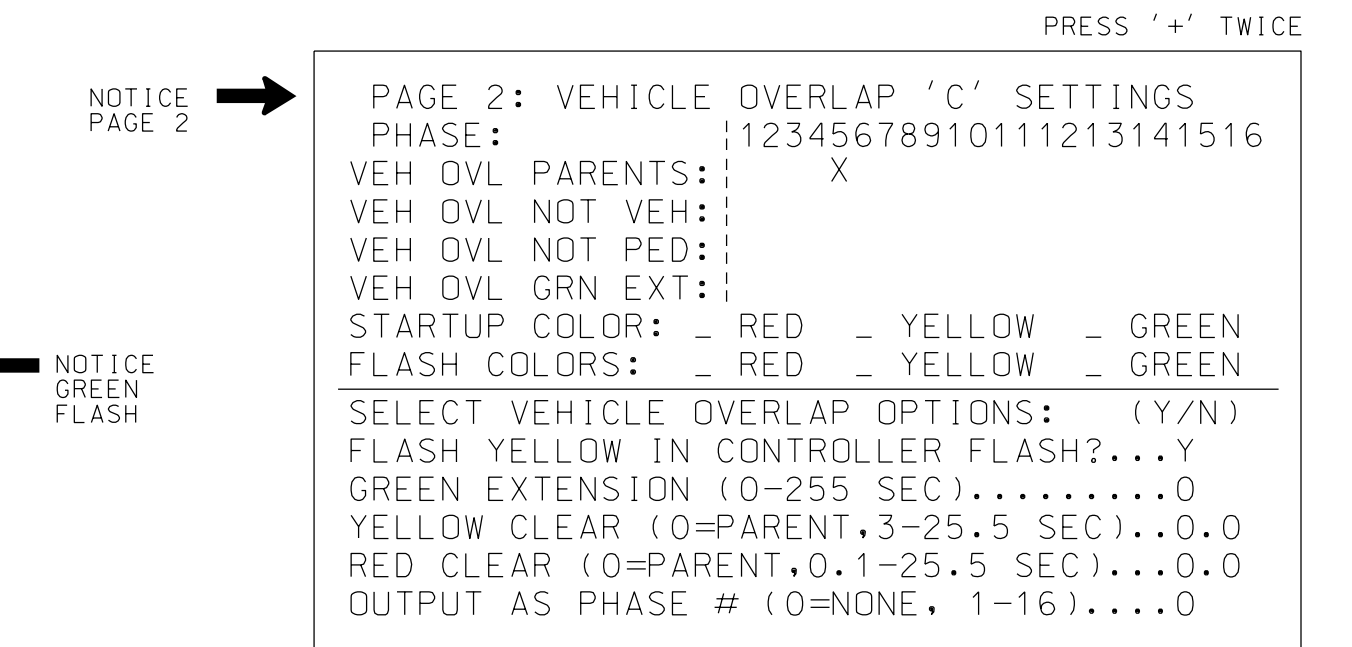 PRESS '+' TWICE
NOTICE
PAGE 2
PAGE 2: VEHICLE OVERLAP 'C' SETTINGS
PHASE: 12345678910111213141516
VEH OVL PARENTS: X
VEH OVL NOT VEH:
VEH OVL NOT PED:
VEH OVL GRN EXT:
STARTUP COLOR: _ RED _ YELLOW _ GREEN
FLASH COLORS: _ RED _ YELLOW _ GREEN
NOTICE
GREEN
FLASH
SELECT VEHICLE OVERLAP OPTIONS: (Y/N)
FLASH YELLOW IN CONTROLLER FLASH?...Y
GREEN EXTENSION (0-255 SEC).........0
YELLOW CLEAR (0=PARENT,3-25.5 SEC)..0.0
RED CLEAR (0=PARENT,0.1-25.5 SEC)...0.0
OUTPUT AS PHASE # (0=NONE, 1-16)....0